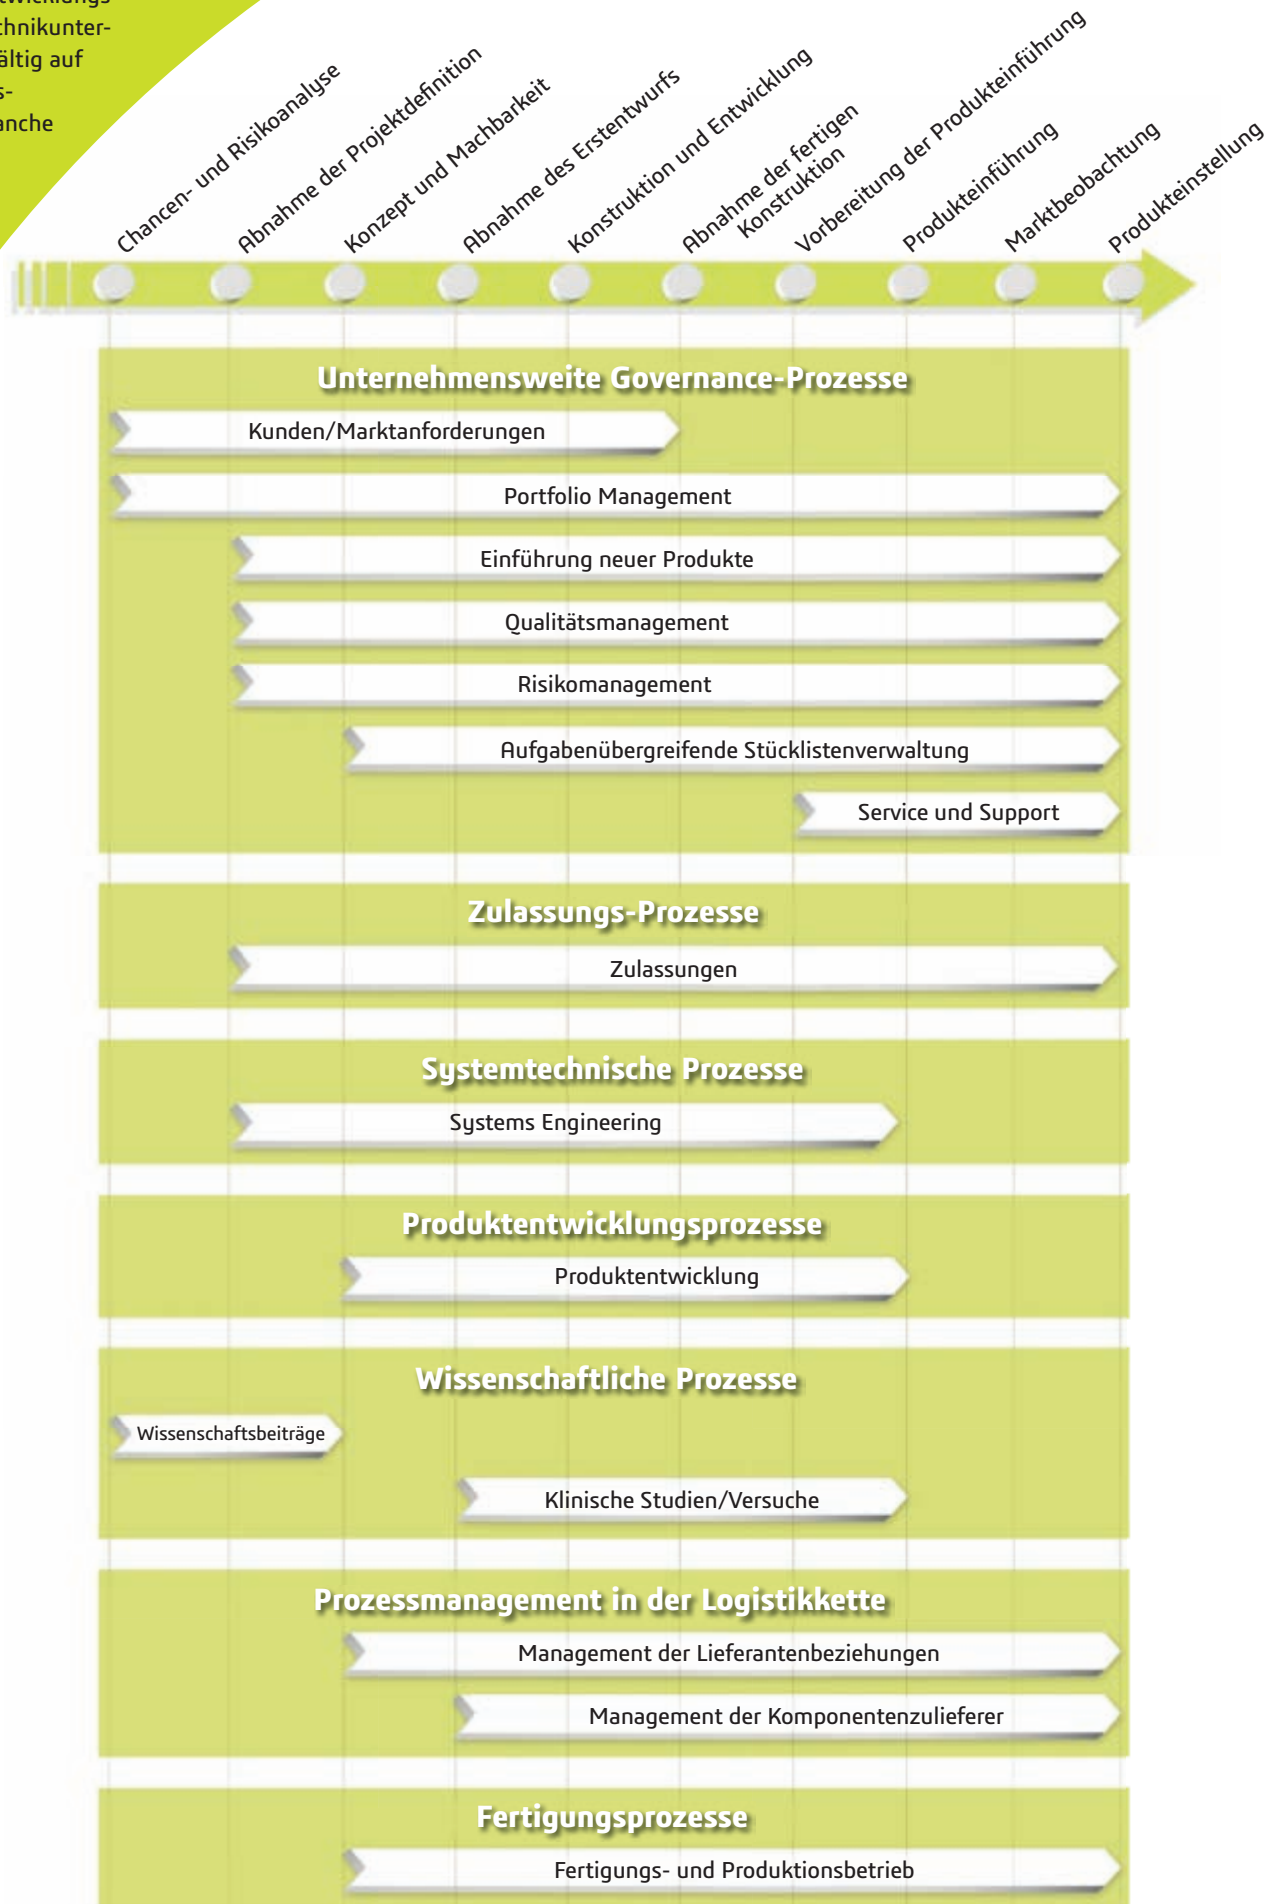 twicklungs
chnikunter-
ältig auf
s-
anche
Chancen- und Risikoanalyse
Abnahme der Projektdefinition
Konzept und Machbarkeit
Abnahme des Erstentwurfs
Konstruktion und Entwicklung
Abnahme der fertigen
Konstruktion
Vorbereitung der Produkteinführung
Produkteinführung
Marktbeobachtung
Produkteinstellung
Unternehmensweite Governance-Prozesse
Kunden/Marktanforderungen
Portfolio Management
Einführung neuer Produkte
Qualitätsmanagement
Risikomanagement
Aufgabenübergreifende Stücklistenverwaltung
Service und Support
Zulassungs-Prozesse
Zulassungen
Systemtechnische Prozesse
Systems Engineering
Produktentwicklungsprozesse
Produktentwicklung
Wissenschaftliche Prozesse
Wissenschaftsbeiträge
Klinische Studien/Versuche
Prozessmanagement in der Logistikkette
Management der Lieferantenbeziehungen
Management der Komponentenzulieferer
Fertigungsprozesse
Fertigungs- und Produktionsbetrieb